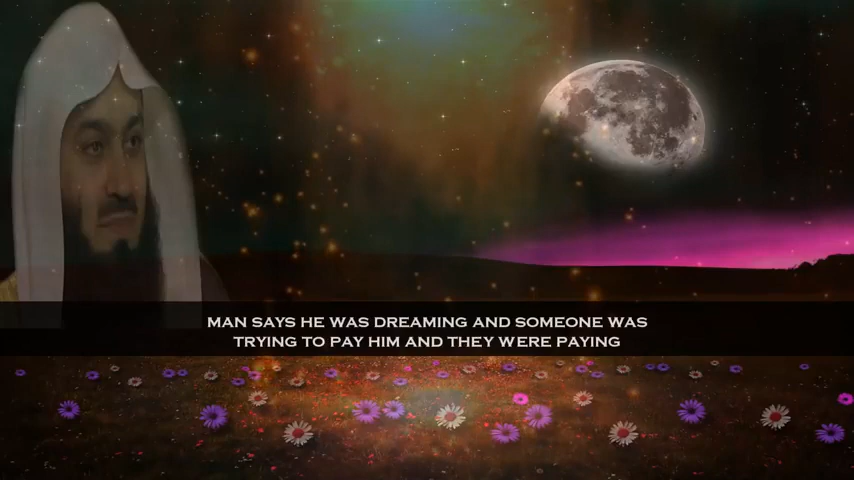 MAN SAYS HE WAS DREAMING AND SOMEONE WAS
TRYING TO PAY HIM AND THEY WERE PAYING